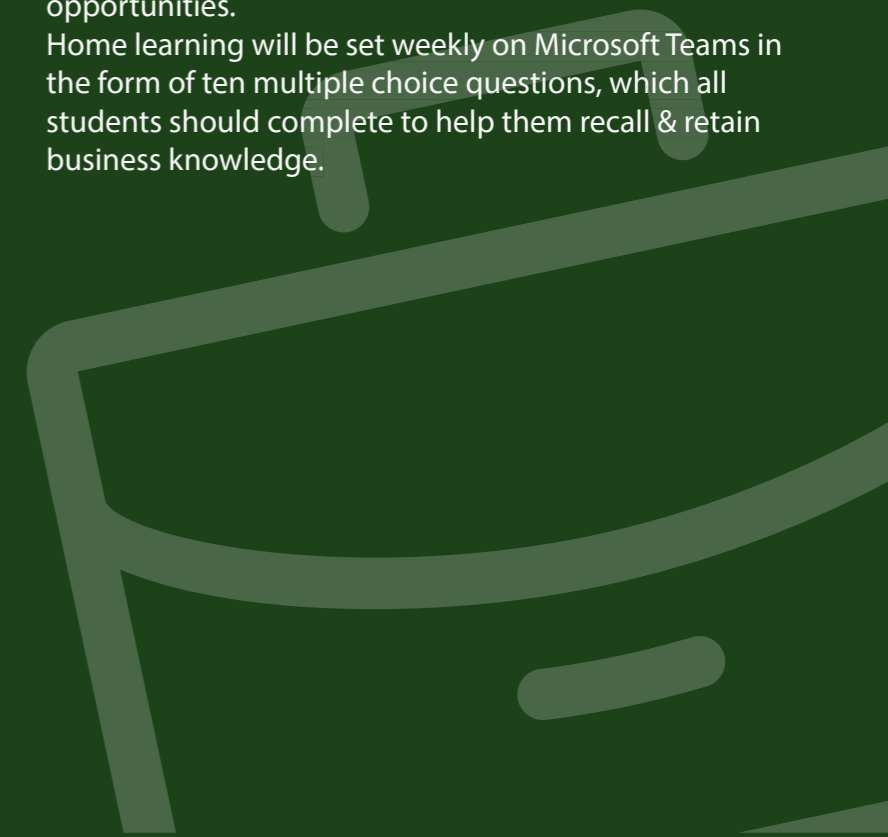 opportunities.
Home learning will be set weekly on Microsoft Teams in
the form of ten multiple choice questions, which all
students should complete to help them recall & retain
business knowledge.